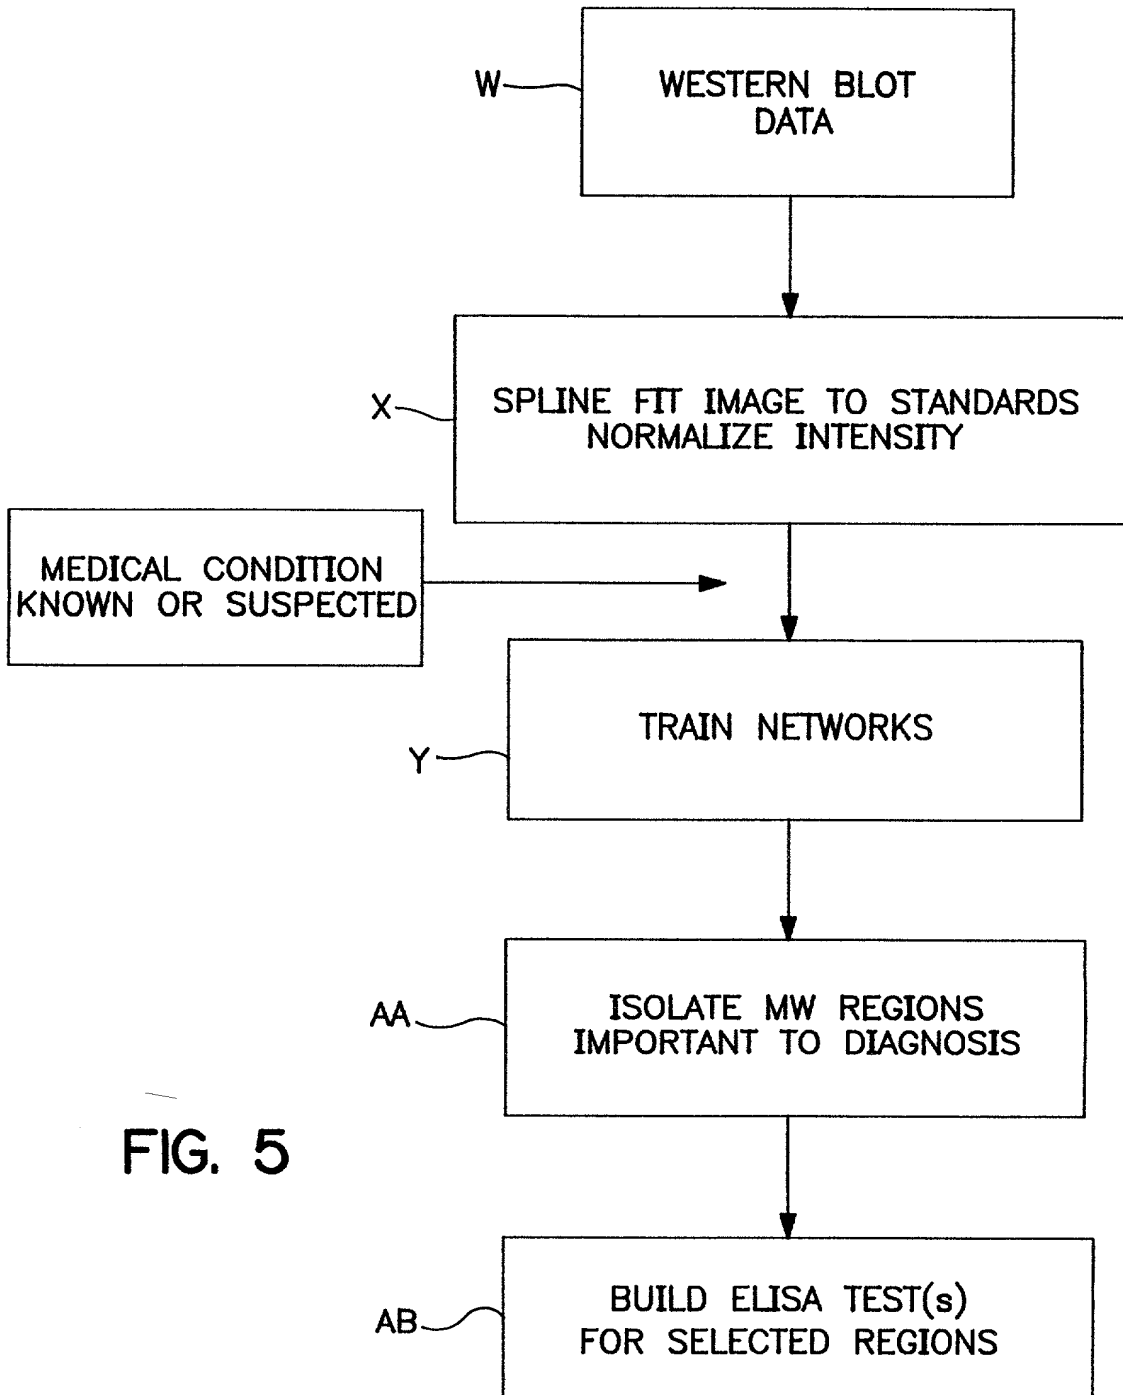 W
WESTERN BLOT
DATA
X
SPLINE FIT IMAGE TO STANDARDS
NORMALIZE INTENSITY
MEDICAL CONDITION
KNOWN OR SUSPECTED
Y
TRAIN NETWORKS
AA
ISOLATE MW REGIONS
IMPORTANT TO DIAGNOSIS
FIG. 5
AB
BUILD ELISA TEST(s)
FOR SELECTED REGIONS